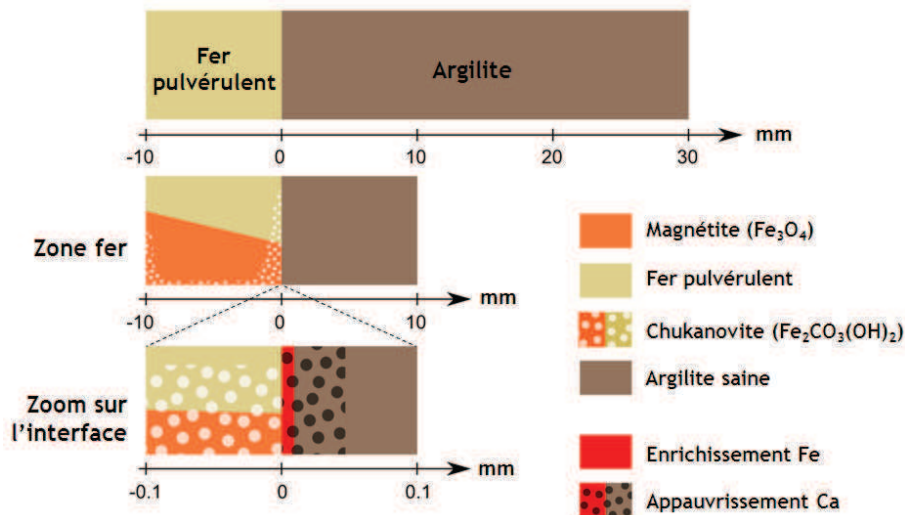 Fer
pulvérulent
Argilite
mm
-10
0
10
20
30
Zone fer
mm
-10
0
10
Zoom sur
l'interface
mm
-0.1
0
0.1
Magnétite (Fe₃O₄)
Fer pulvérulent
Chukanovite (Fe₂CO₃(OH)₂)
Argilite saine
Enrichissement Fe
Appauvrissement Ca